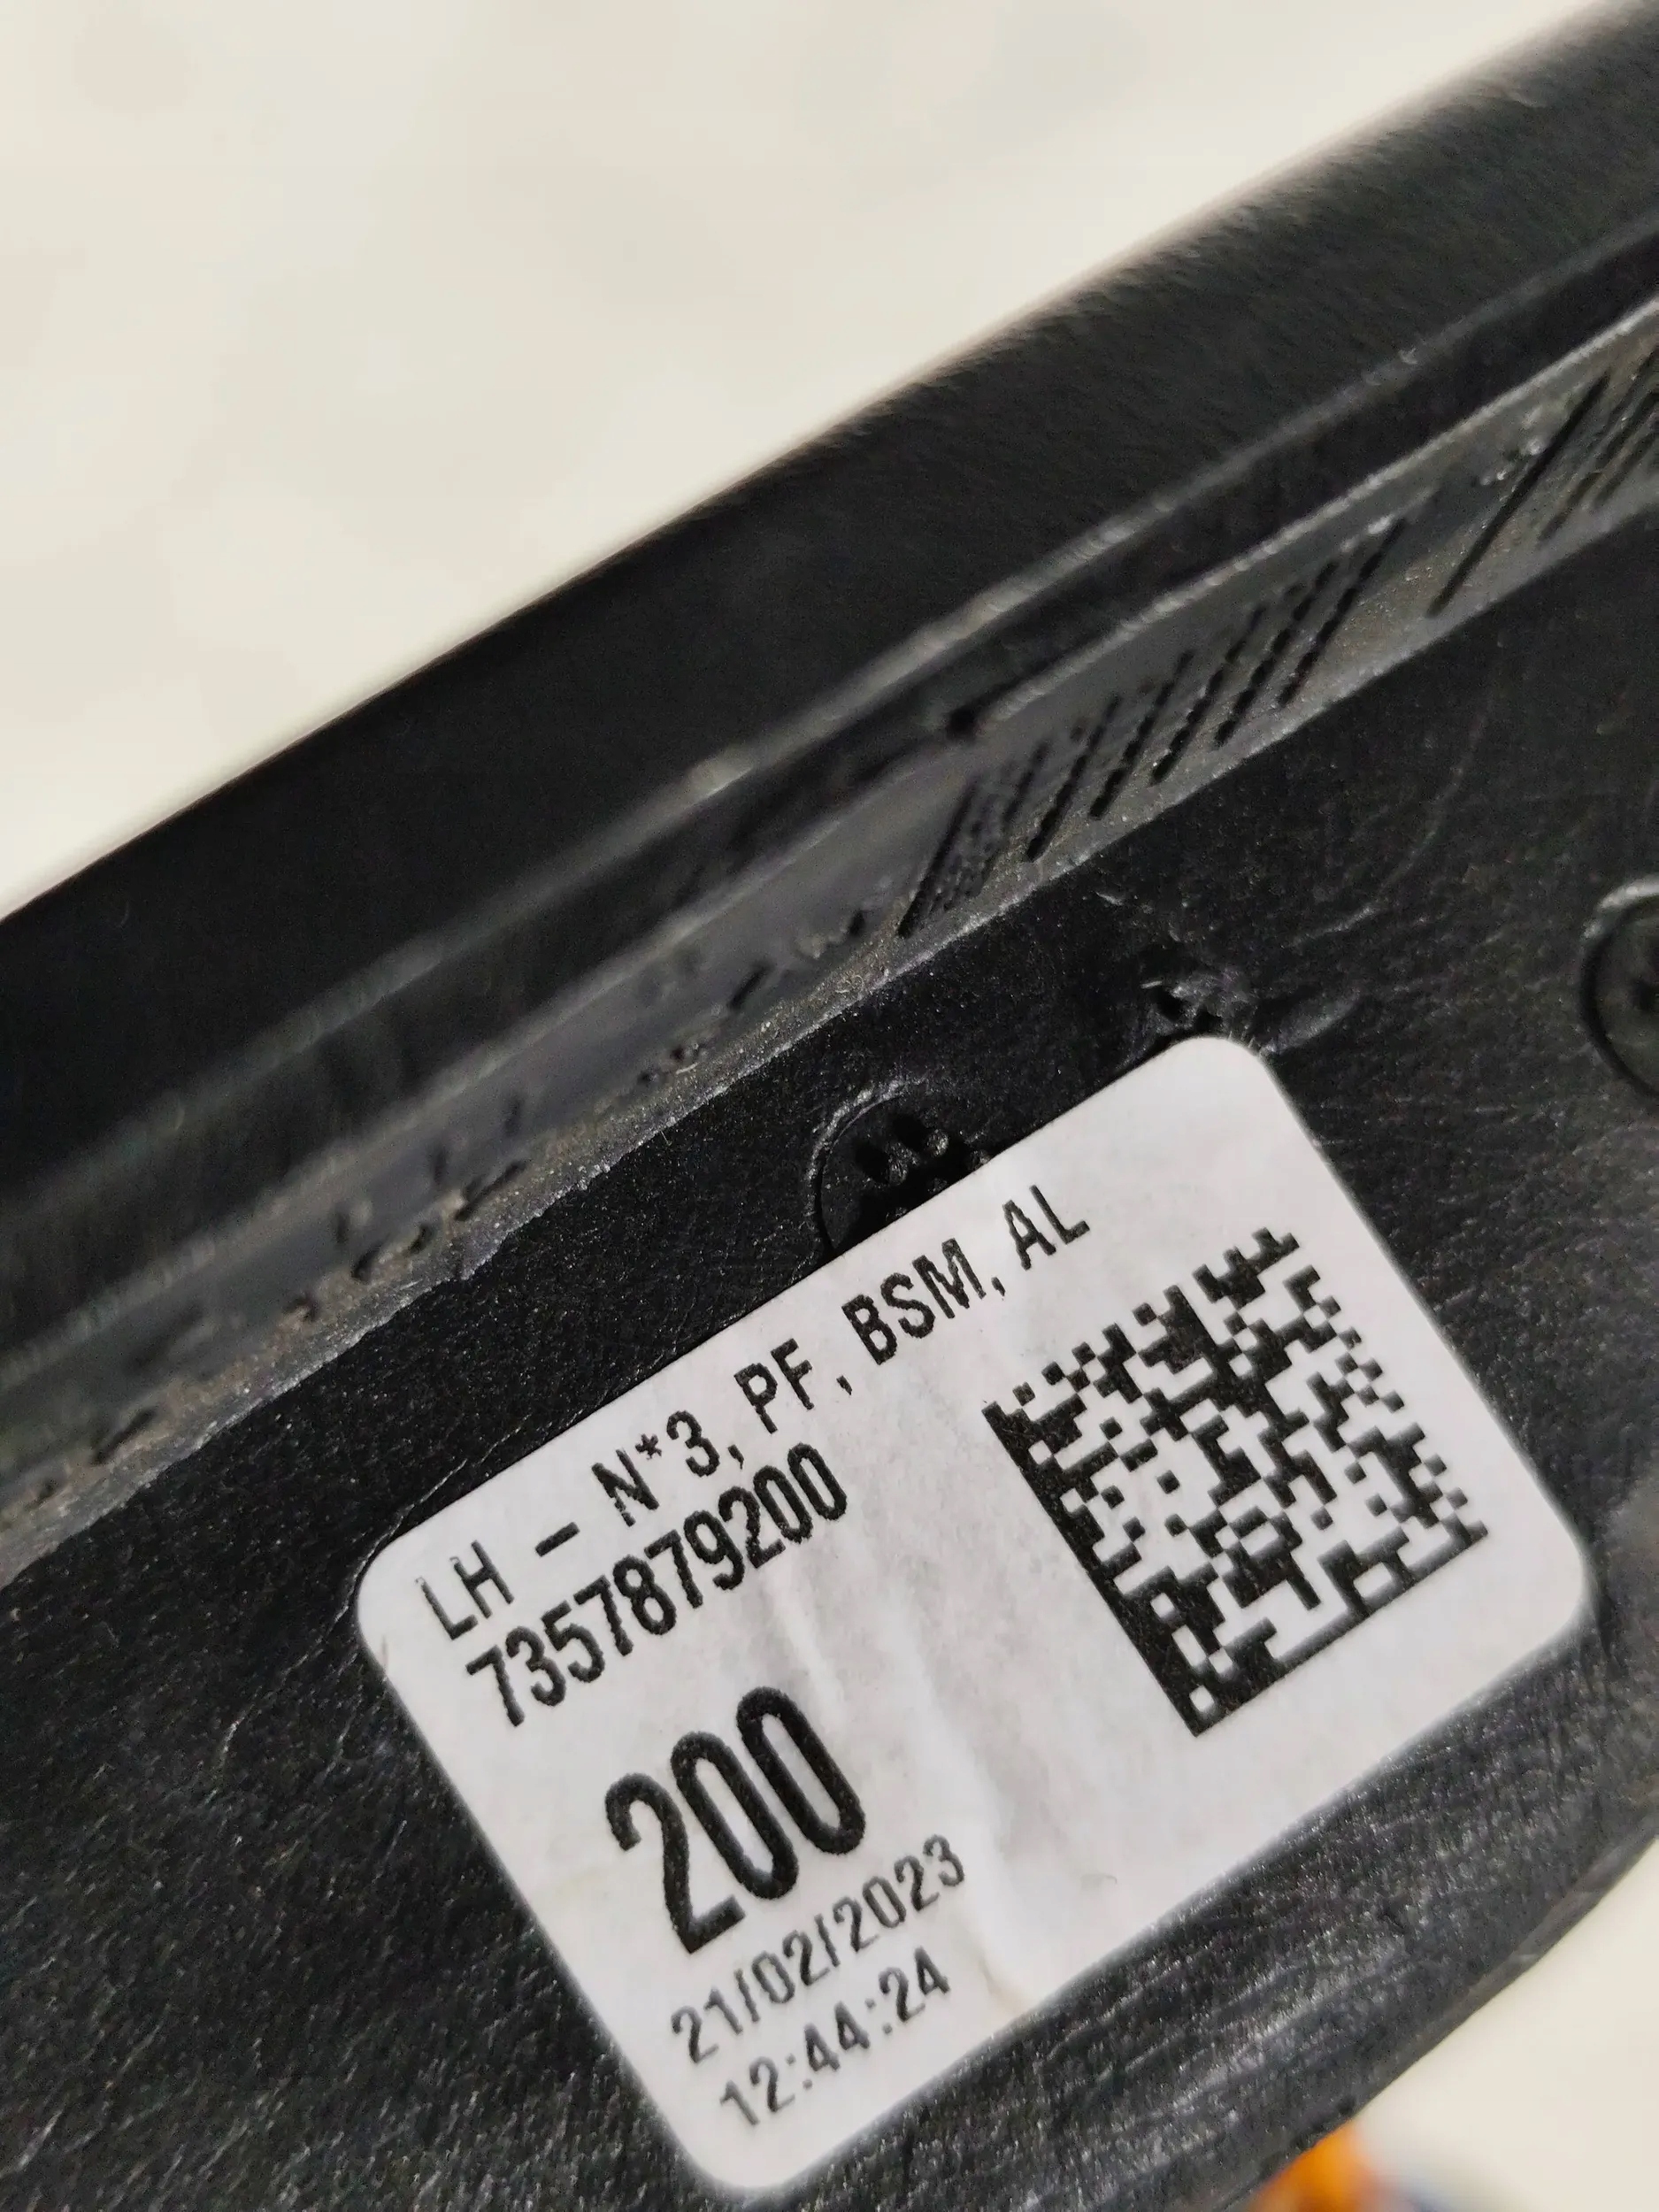 LH - N*3, PF, BSM, AL
7357879200
200
21/02/2023
12:44:24